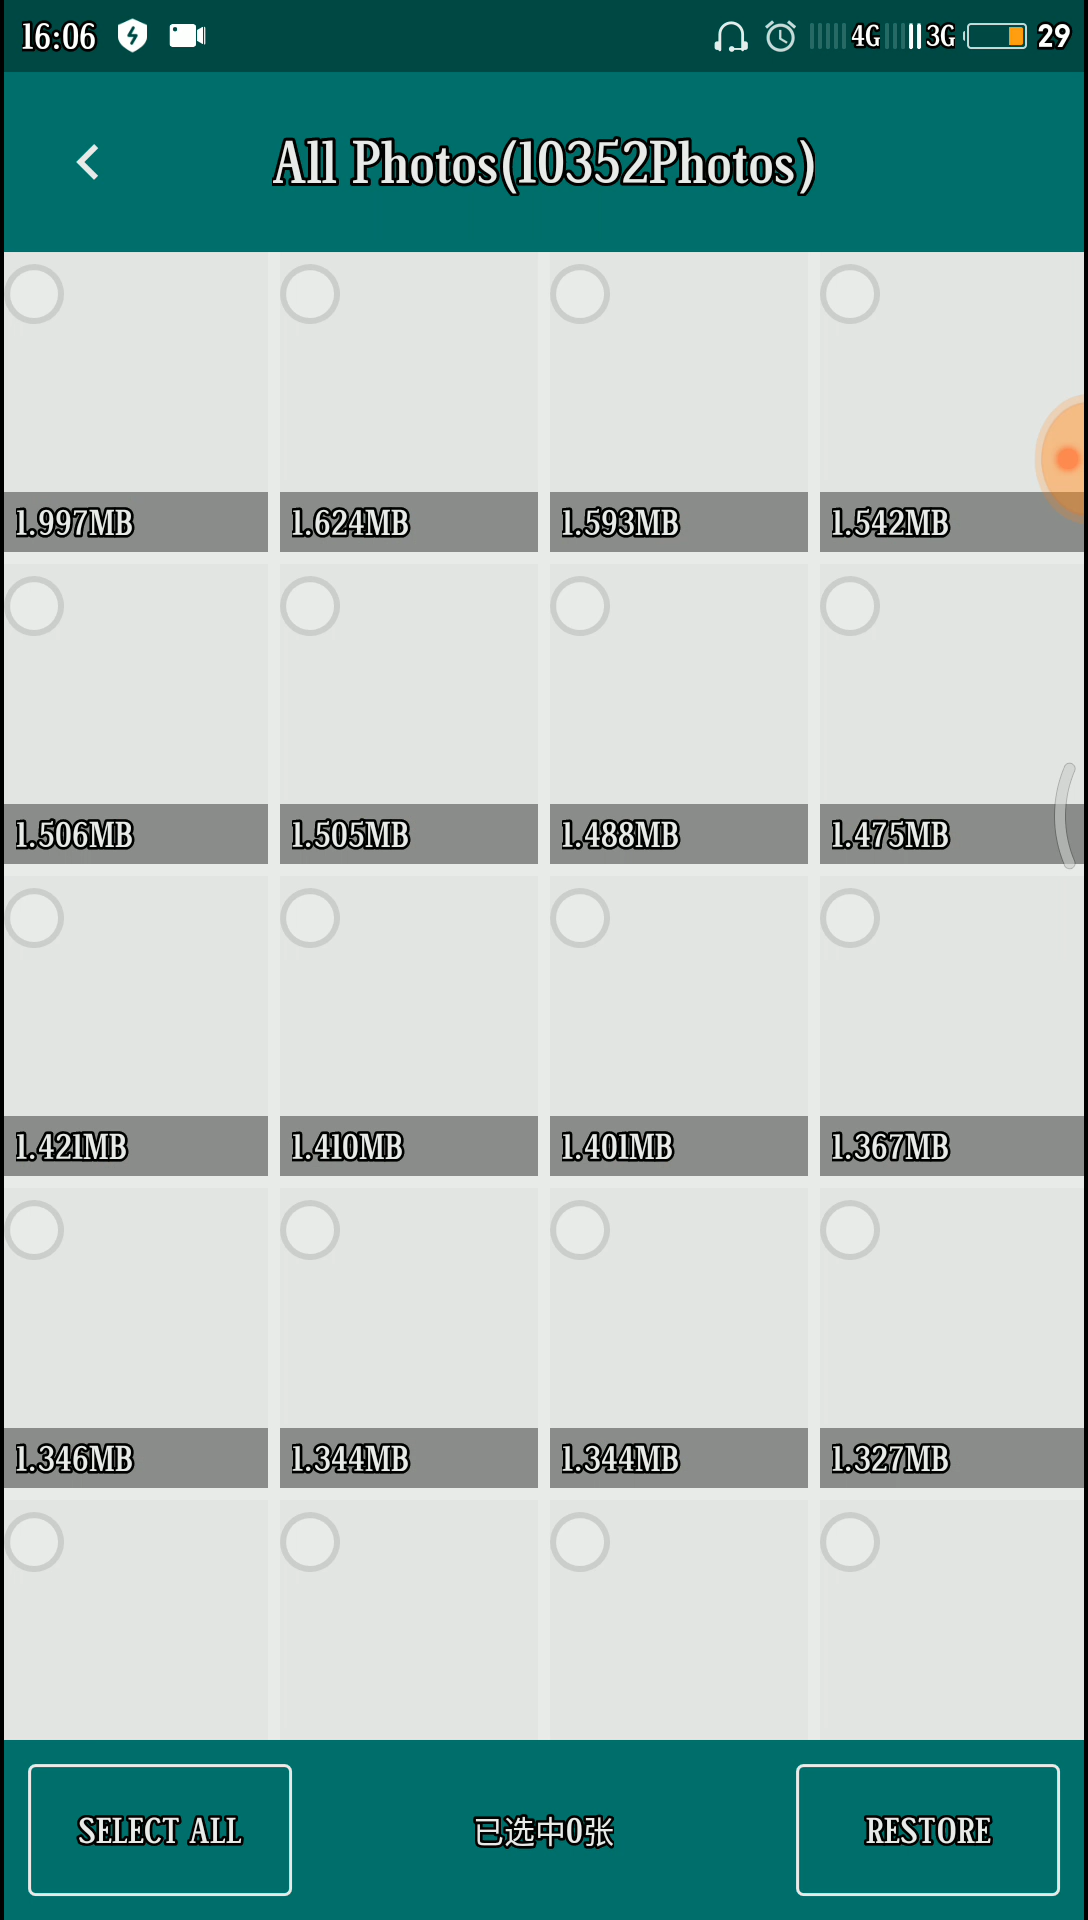 16:06 4G 3G 29
All Photos(10352Photos)
1.997MB 1.624MB 1.593MB 1.542MB
1.506MB 1.505MB 1.488MB 1.475MB
1.421MB 1.410MB 1.401MB 1.367MB
1.346MB 1.344MB 1.344MB 1.327MB
SELECT ALL 已选中0张 RESTORE